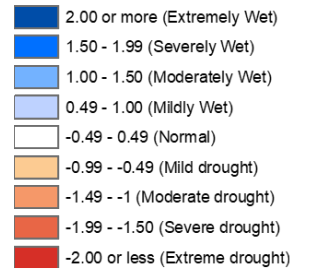 2.00 or more (Extremely Wet)
1.50 - 1.99 (Severely Wet)
1.00 - 1.50 (Moderately Wet)
0.49 - 1.00 (Mildly Wet)
-0.49 - 0.49 (Normal)
-0.99 - -0.49 (Mild drought)
-1.49 - -1 (Moderate drought)
-1.99 - -1.50 (Severe drought)
-2.00 or less (Extreme drought)